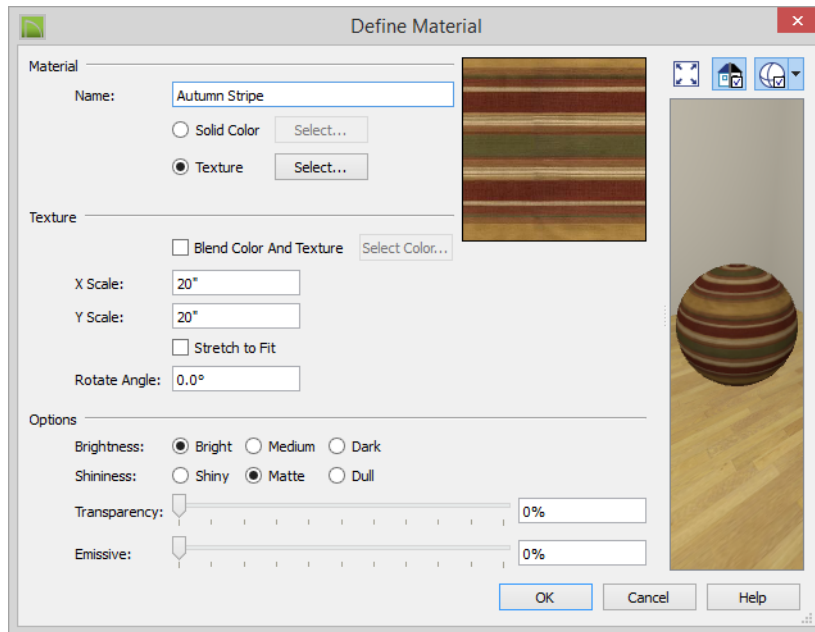 Define Material
Material
Name: Autumn Stripe
Solid Color Select...
Texture Select...
Texture
Blend Color And Texture Select Color...
X Scale: 20"
Y Scale: 20"
Stretch to Fit
Rotate Angle: 0.0°
Options
Brightness: Bright Medium Dark
Shininess: Shiny Matte Dull
Transparency: 0%
Emissive: 0%
OK Cancel Help